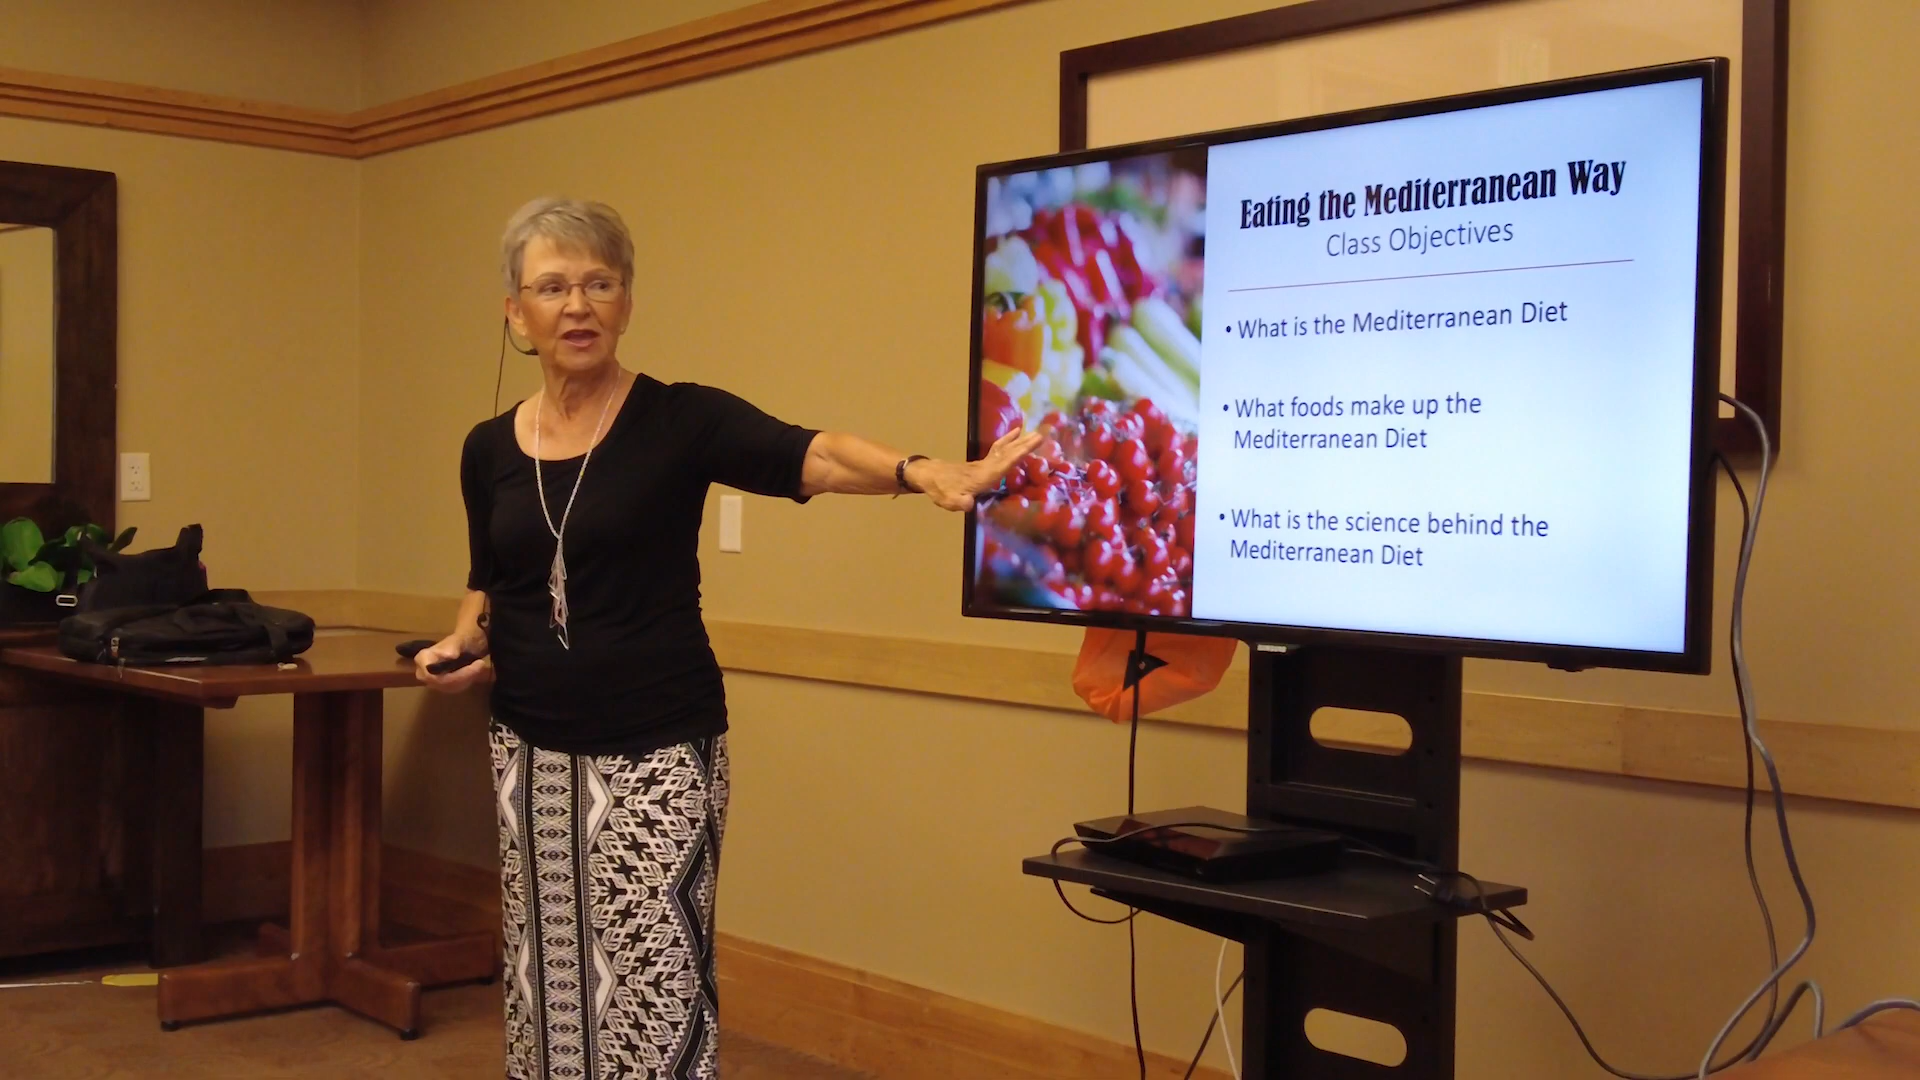 Eating the Mediterranean Way
Class Objectives
• What is the Mediterranean Diet
• What foods make up the
Mediterranean Diet
• What is the science behind the
Mediterranean Diet